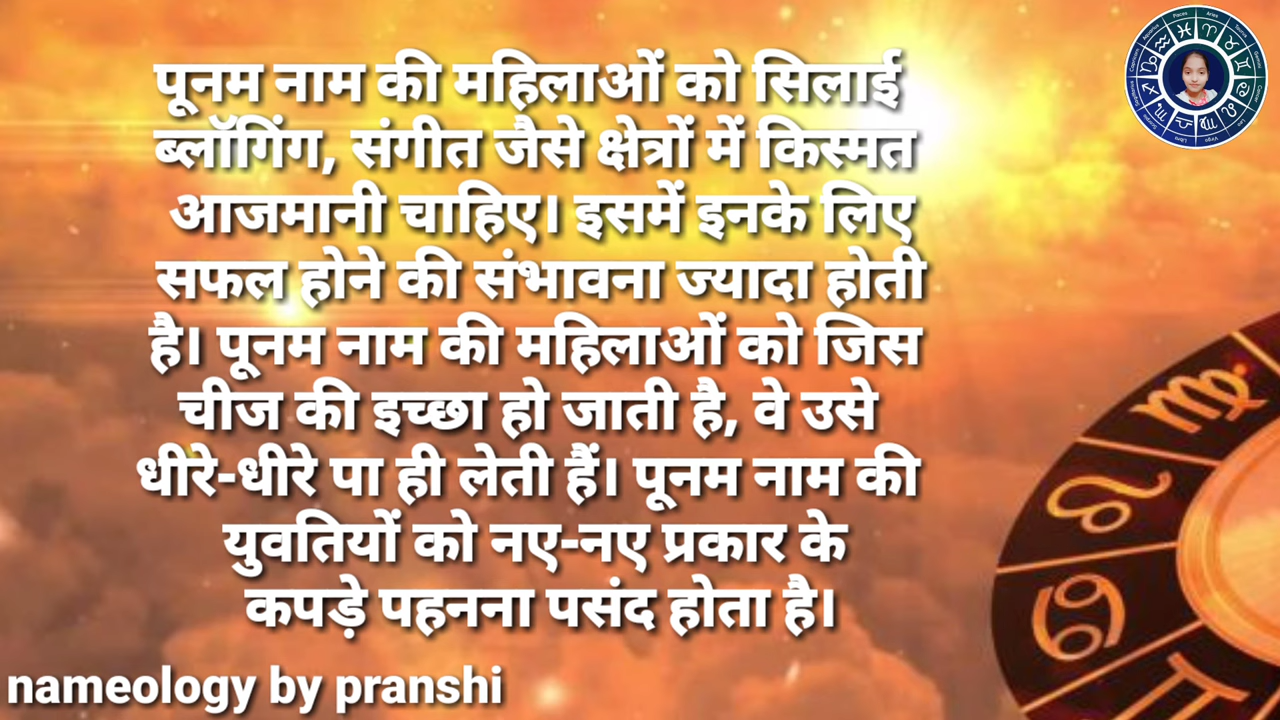 पूनम नाम की महिलाओं को सिलाई
ब्लॉगिंग, संगीत जैसे क्षेत्रों में किस्मत
आजमानी चाहिए। इसमें इनके लिए
सफल होने की संभावना ज्यादा होती
है। पूनम नाम की महिलाओं को जिस
चीज की इच्छा हो जाती है, वे उसे
धीरे-धीरे पा ही लेती हैं। पूनम नाम की
युवतियों को नए-नए प्रकार के
कपड़े पहनना पसंद होता है।
nameology by pranshi